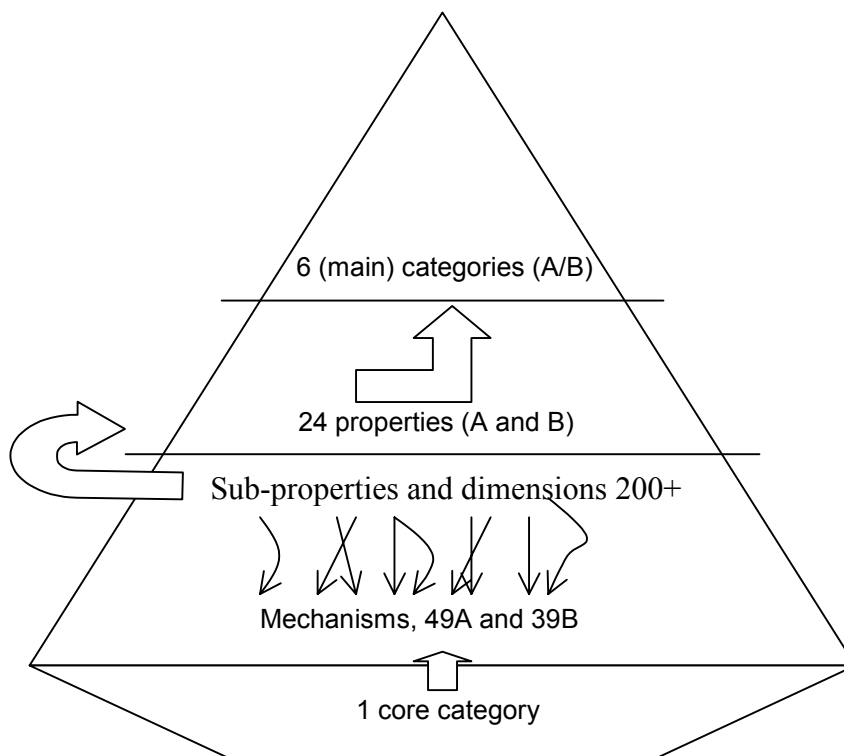 6 (main) categories (A/B)
24 properties (A and B)
Sub-properties and dimensions 200+
Mechanisms, 49A and 39B
1 core category